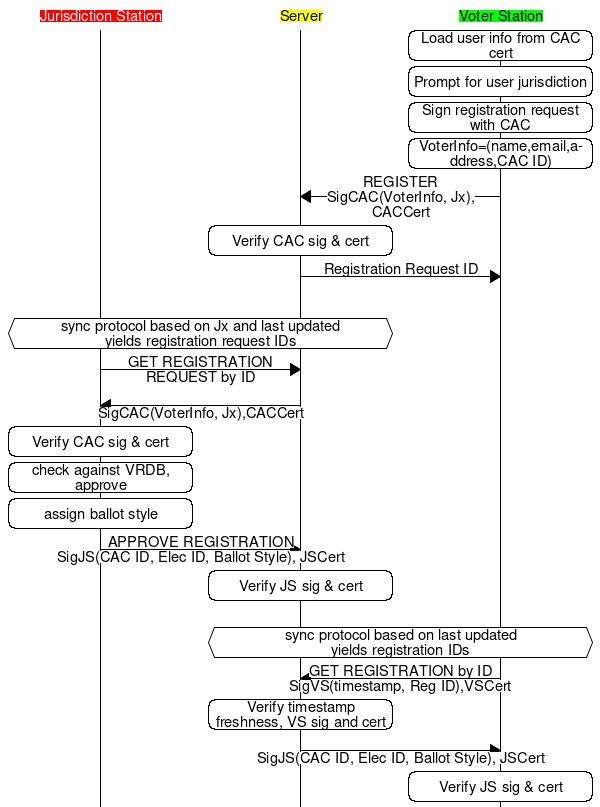 Jurisdiction Station
Server
Voter Station
Load user info from CAC
cert
Prompt for user jurisdiction
Sign registration request
with CAC
VoterInfo=(name,email,a-
ddress,CAC ID)
REGISTER
SigCAC(VoterInfo, Jx),
CACCert
Verify CAC sig & cert
Registration Request ID
sync protocol based on Jx and last updated
yields registration request IDs
GET REGISTRATION
REQUEST by ID
SigCAC(VoterInfo, Jx),CACCert
Verify CAC sig & cert
check against VRDB,
approve
assign ballot style
APPROVE REGISTRATION
SigJS(CAC ID, Elec ID, Ballot Style), JSCert
Verify JS sig & cert
sync protocol based on last updated
yields registration IDs
GET REGISTRATION by ID
SigVS(timestamp, Reg ID),VSCert
Verify timestamp
freshness, VS sig and cert
SigJS(CAC ID, Elec ID, Ballot Style), JSCert
Verify JS sig & cert